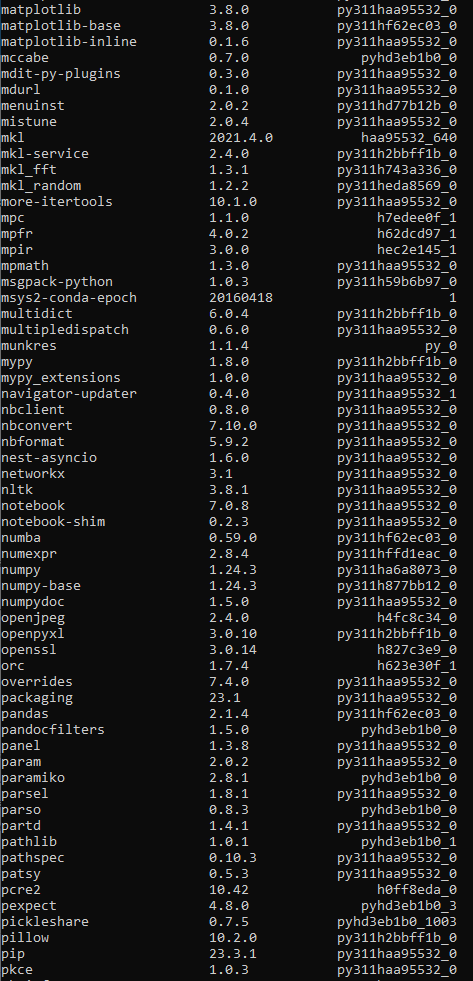 matplotlib 3.8.0 py311haa95532_0
matplotlib-base 3.8.0 py311hf62ec03_0
matplotlib-inline 0.1.6 py311haa95532_0
mccabe 0.7.0 pyhd3eb1b0_0
mdit-py-plugins 0.3.0 py311haa95532_0
mdurl 0.1.0 py311haa95532_0
menuinst 2.0.2 py311hd77b12b_0
mistune 2.0.4 py311haa95532_0
mkl 2021.4.0 haa95532_640
mkl-service 2.4.0 py311h2bbff1b_0
mkl_fft 1.3.1 py311h743a336_0
mkl_random 1.2.2 py311heda8569_0
more-itertools 10.1.0 py311haa95532_0
mpc 1.1.0 h7edee0f_1
mpfr 4.0.2 h62dcd97_1
mpir 3.0.0 hec2e145_1
mpmath 1.3.0 py311haa95532_0
msgpack-python 1.0.3 py311h59b6b97_0
msys2-conda-epoch 20160418 1
multidict 6.0.4 py311h2bbff1b_0
multipledispatch 0.6.0 py311haa95532_0
munkres 1.1.4 py_0
mypy 1.8.0 py311h2bbff1b_0
mypy_extensions 1.0.0 py311haa95532_0
navigator-updater 0.4.0 py311haa95532_1
nbclient 0.8.0 py311haa95532_0
nbconvert 7.10.0 py311haa95532_0
nbformat 5.9.2 py311haa95532_0
nest-asyncio 1.6.0 py311haa95532_0
networkx 3.1 py311haa95532_0
nltk 3.8.1 py311haa95532_0
notebook 7.0.8 py311haa95532_0
notebook-shim 0.2.3 py311haa95532_0
numba 0.59.0 py311hf62ec03_0
numexpr 2.8.4 py311hffd1eac_0
numpy 1.24.3 py311ha6a8073_0
numpy-base 1.24.3 py311h877bb12_0
numpydoc 1.5.0 py311haa95532_0
openjpeg 2.4.0 h4fc8c34_0
openpyxl 3.0.10 py311h2bbff1b_0
openssl 3.0.14 h827c3e9_0
orc 1.7.4 h623e30f_1
overrides 7.4.0 py311haa95532_0
packaging 23.1 py311haa95532_0
pandas 2.1.4 py311hf62ec03_0
pandocfilters 1.5.0 pyhd3eb1b0_0
panel 1.3.8 py311haa95532_0
param 2.0.2 py311haa95532_0
paramiko 2.8.1 pyhd3eb1b0_0
parsel 1.8.1 py311haa95532_0
parso 0.8.3 pyhd3eb1b0_0
partd 1.4.1 py311haa95532_0
pathlib 1.0.1 pyhd3eb1b0_1
pathspec 0.10.3 py311haa95532_0
patsy 0.5.3 py311haa95532_0
pcre2 10.42 h0ff8eda_0
pexpect 4.8.0 pyhd3eb1b0_3
pickleshare 0.7.5 pyhd3eb1b0_1003
pillow 10.2.0 py311h2bbff1b_0
pip 23.3.1 py311haa95532_0
pkce 1.0.3 py311haa95532_0